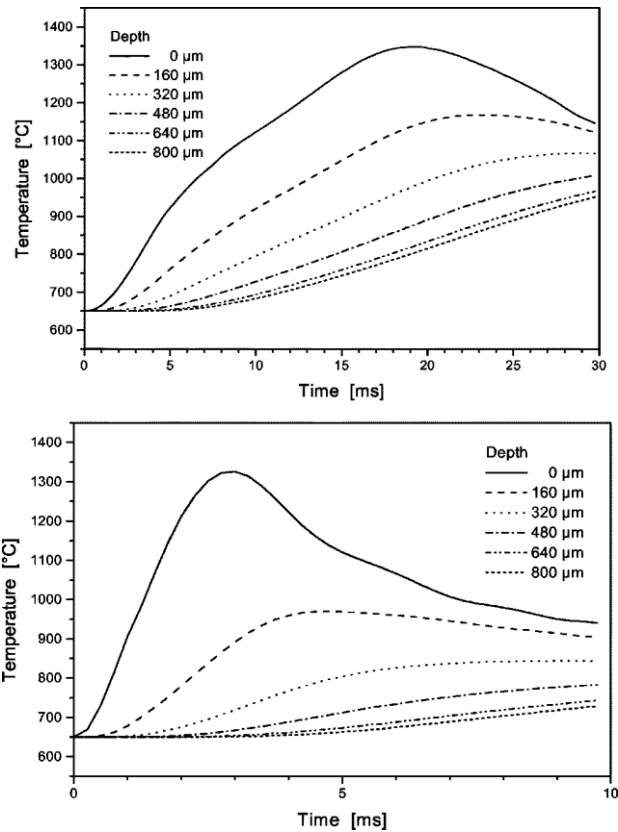 1400
1300
1200
1100
1000
900
800
700
600
Temperature [°C]
Depth
0 µm
160 µm
320 µm
480 µm
640 µm
800 µm
0 5 10 15 20 25 30
Time [ms]
1400
1300
1200
1100
1000
900
800
700
600
Temperature [°C]
Depth
0 µm
160 µm
320 µm
480 µm
640 µm
800 µm
0 5 10
Time [ms]